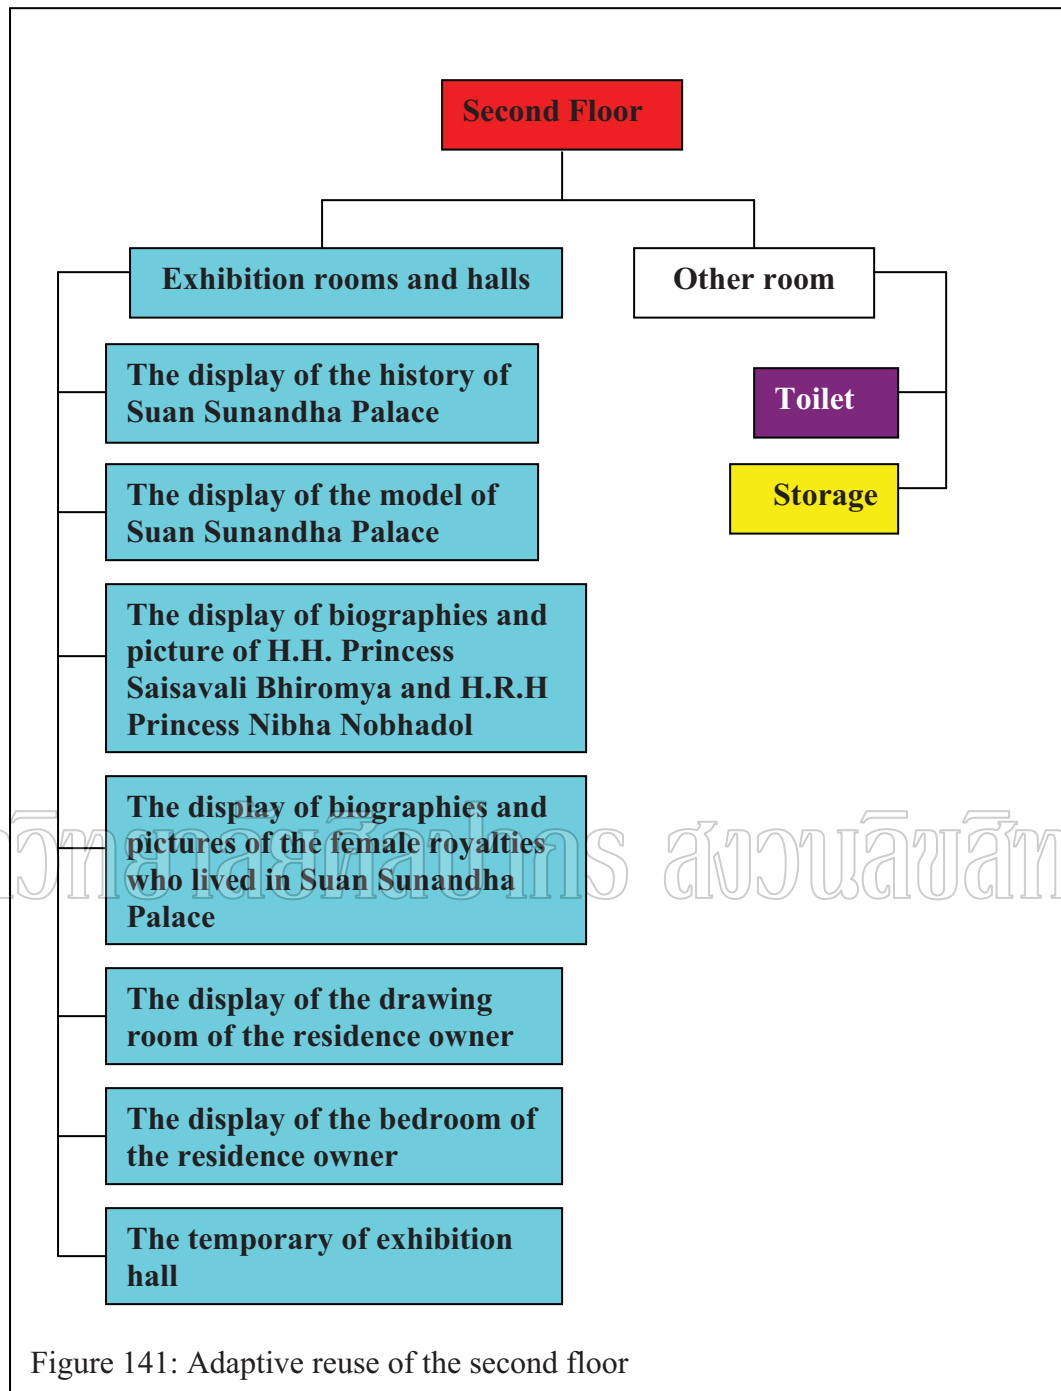 Second Floor
Exhibition rooms and halls
Other room
The display of the history of
Suan Sunandha Palace
Toilet
The display of the model of
Suan Sunandha Palace
Storage
The display of biographies and
picture of H.H. Princess
Saisavali Bhiromya and H.R.H
Princess Nibha Nobhadol
The display of biographies and
pictures of the female royalties
who lived in Suan Sunandha
Palace
The display of the drawing
room of the residence owner
The display of the bedroom of
the residence owner
The temporary of exhibition
hall
Figure 141: Adaptive reuse of the second floor